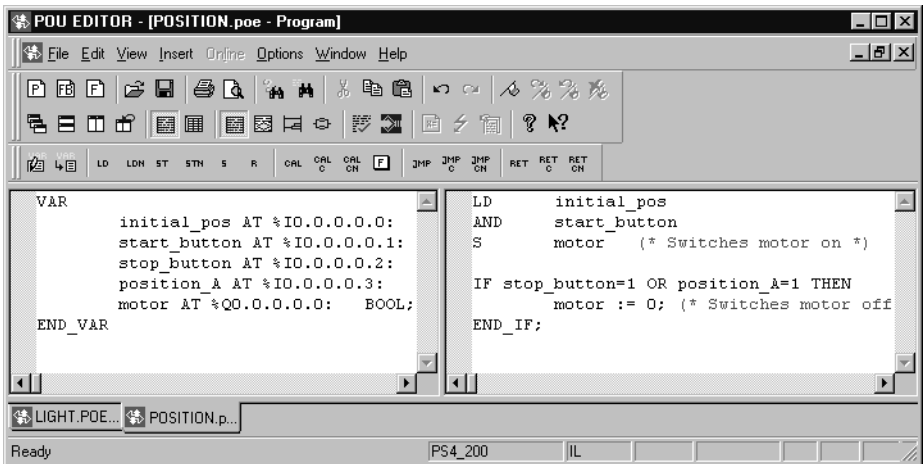 POU EDITOR - [POSITION.poe - Program]
File Edit View Insert Online Options Window Help
P FB F
VAR VAR LD LDN ST STN S R CAL CAL C CAL CN F JMP JMP C JMP CN RET RET C RET CN
VAR
initial_pos AT %I0.0.0.0.0:
start_button AT %I0.0.0.0.1:
stop_button AT %I0.0.0.0.2:
position_A AT %I0.0.0.0.3:
motor AT %Q0.0.0.0.0: BOOL;
END_VAR
LD initial_pos
AND start_button
S motor (* Switches motor on *)
IF stop_button=1 OR position_A=1 THEN
motor := 0; (* Switches motor off
END_IF;
LIGHT.POE... POSITION.p...
Ready PS4_200 IL